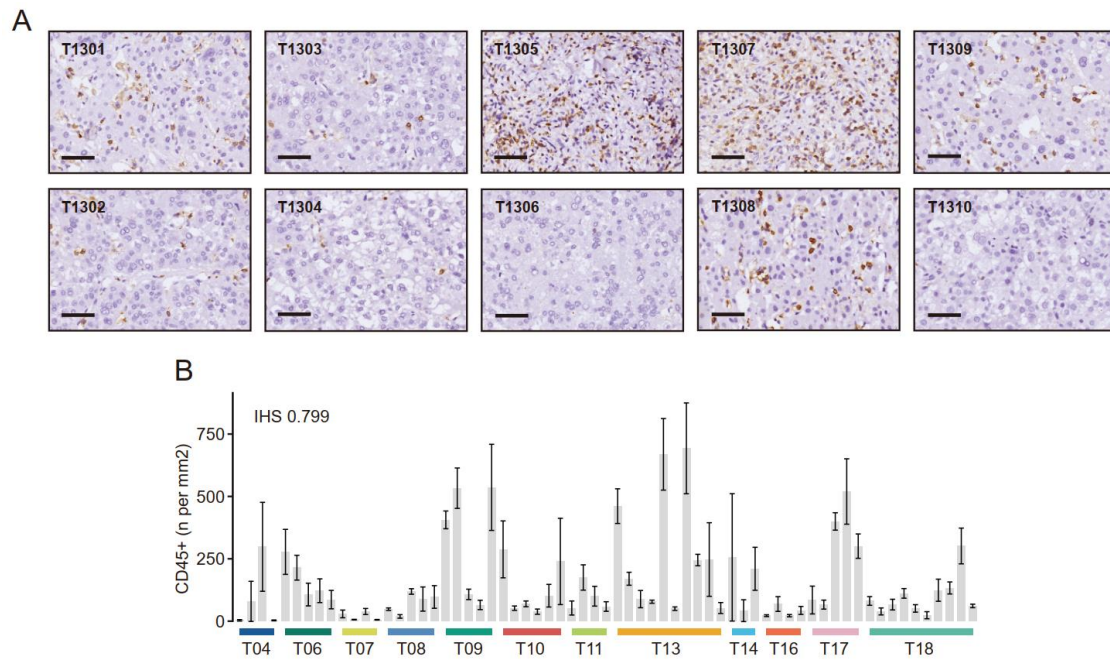 A
T1301 T1303 T1305 T1307 T1309
T1302 T1304 T1306 T1308 T1310
B
IHS 0.799
CD45+ (n per mm2)
750
500
250
0
T04 T06 T07 T08 T09 T10 T11 T13 T14 T16 T17 T18